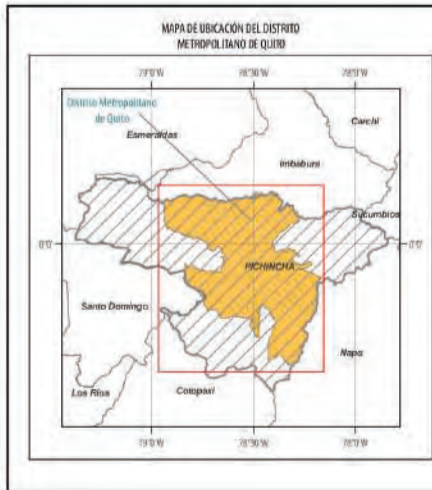 MAPA DE UBICACIÓN DEL DISTRITO
METROPOLITANO DE QUITO
79°0'W
78°30'W
78°0'W
Distrito Metropolitano
de Quito
Esmeraldas
Carchi
Imbabura
Sucumbios
0°0'
0°0'
PICHINCHA
Santo Domingo
Napo
Los Ríos
Cotopaxi
79°0'W
78°30'W
78°0'W